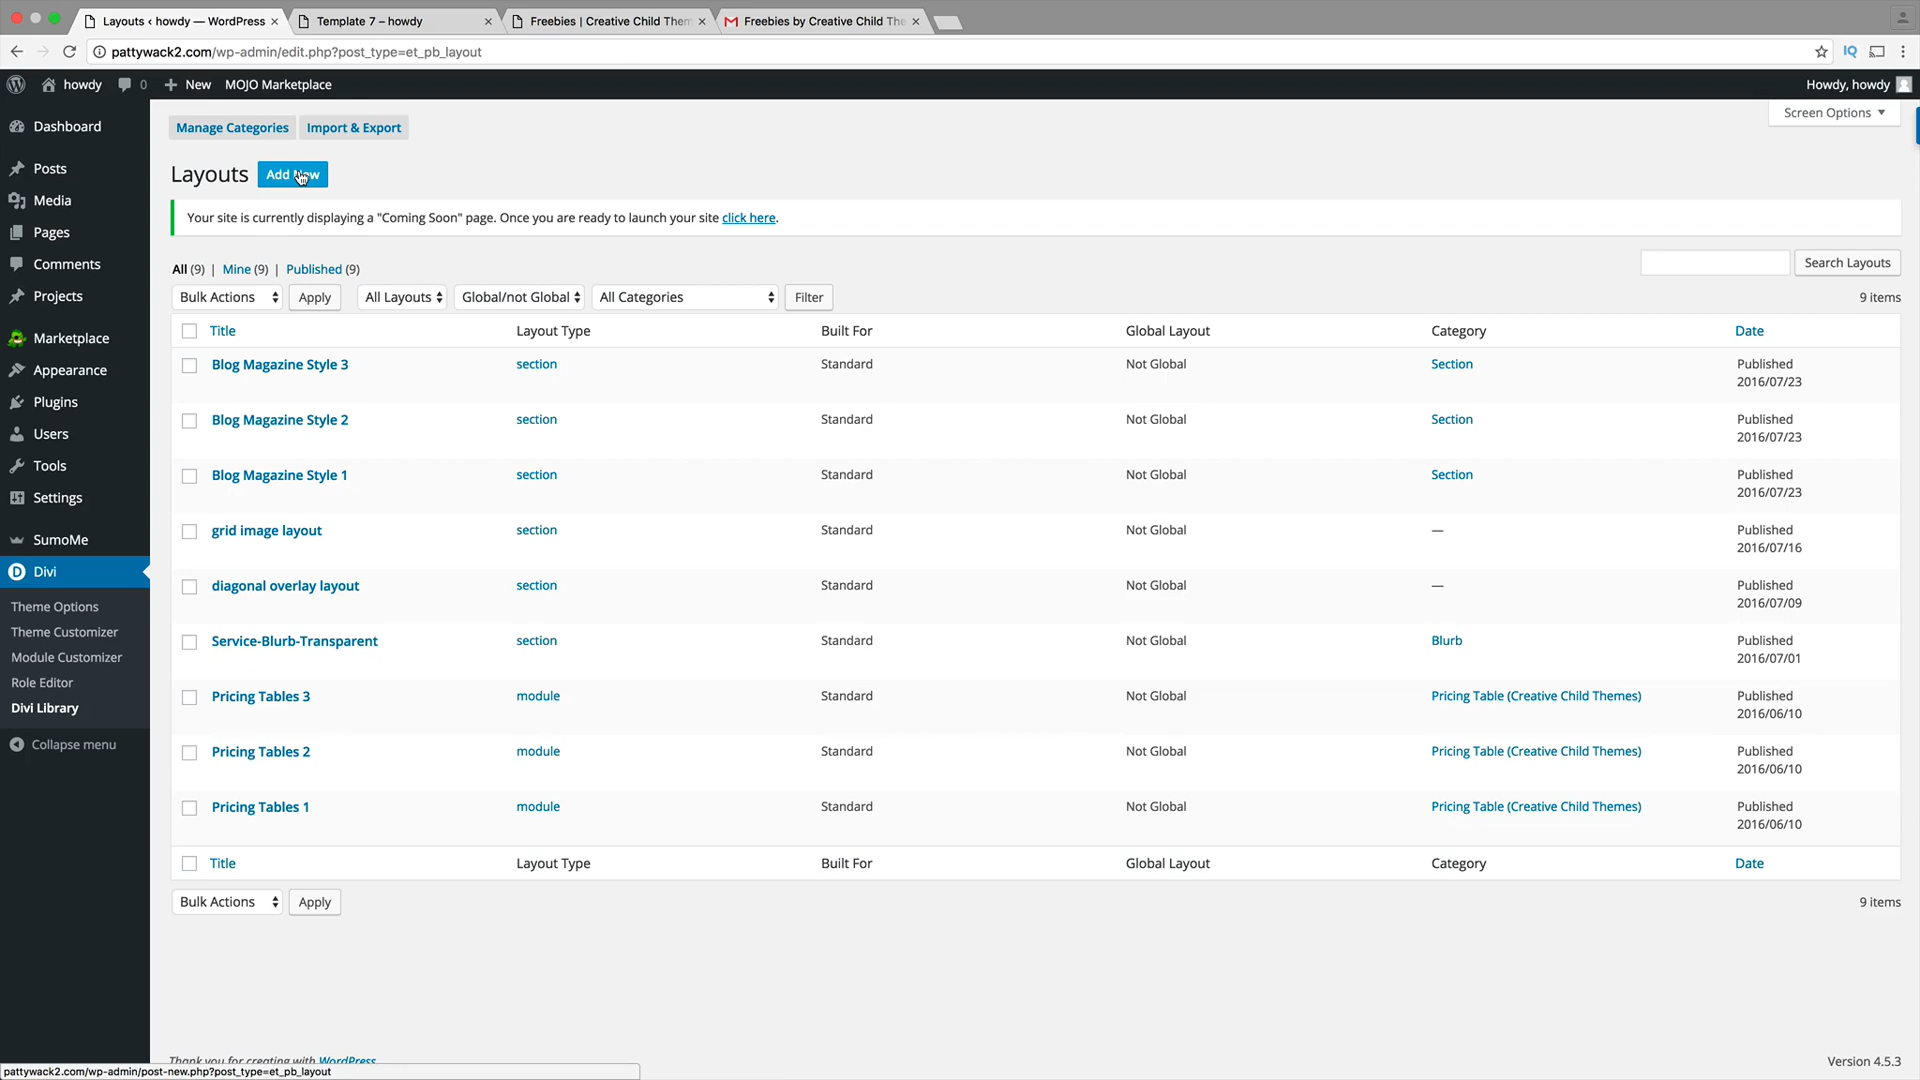 Layouts ‹ howdy — WordPress
Template 7 – howdy
Freebies | Creative Child Them
Freebies by Creative Child The
pattywack2.com/wp-admin/edit.php?post_type=et_pb_layout
IQ
howdy
0
New
MOJO Marketplace
Howdy, howdy
Dashboard
Posts
Media
Pages
Comments
Projects
Marketplace
Appearance
Plugins
Users
Tools
Settings
SumoMe
D Divi
Theme Options
Theme Customizer
Module Customizer
Role Editor
Divi Library
Collapse menu
Manage Categories
Import & Export
Screen Options
Layouts
Add New
Your site is currently displaying a "Coming Soon" page. Once you are ready to launch your site click here.
All (9) | Mine (9) | Published (9)
Search Layouts
Bulk Actions
Apply
All Layouts
Global/not Global
All Categories
Filter
9 items
Title Layout Type Built For Global Layout Category Date
Blog Magazine Style 3 section Standard Not Global Section Published
2016/07/23
Blog Magazine Style 2 section Standard Not Global Section Published
2016/07/23
Blog Magazine Style 1 section Standard Not Global Section Published
2016/07/23
grid image layout section Standard Not Global — Published
2016/07/16
diagonal overlay layout section Standard Not Global — Published
2016/07/09
Service-Blurb-Transparent section Standard Not Global Blurb Published
2016/07/01
Pricing Tables 3 module Standard Not Global Pricing Table (Creative Child Themes) Published
2016/06/10
Pricing Tables 2 module Standard Not Global Pricing Table (Creative Child Themes) Published
2016/06/10
Pricing Tables 1 module Standard Not Global Pricing Table (Creative Child Themes) Published
2016/06/10
Title Layout Type Built For Global Layout Category Date
Bulk Actions
Apply
9 items
Thank you for creating with WordPress
Version 4.5.3
pattywack2.com/wp-admin/post-new.php?post_type=et_pb_layout